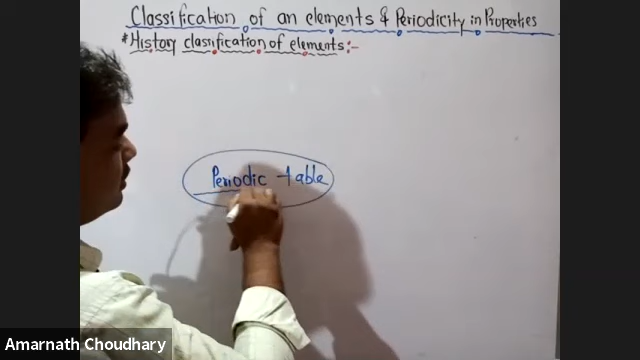 Classification of an elements & Periodicity in Properties
*History classification of elements:-
Periodic table
Amarnath Choudhary